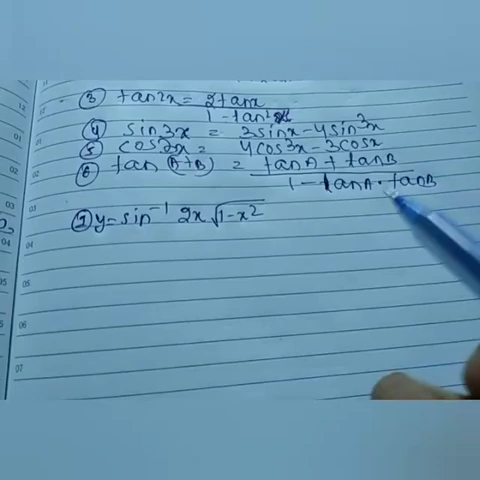 ③ tan2x = 2tanx
1 - tan²x
④ sin3x = 3sinx - 4sin³x
⑤ cos3x = 4cos³x - 3cosx
⑥ tan (A+B) = tanA + tanB
1 - tanA · tanB
① y = sin⁻¹ 2x √1-x²